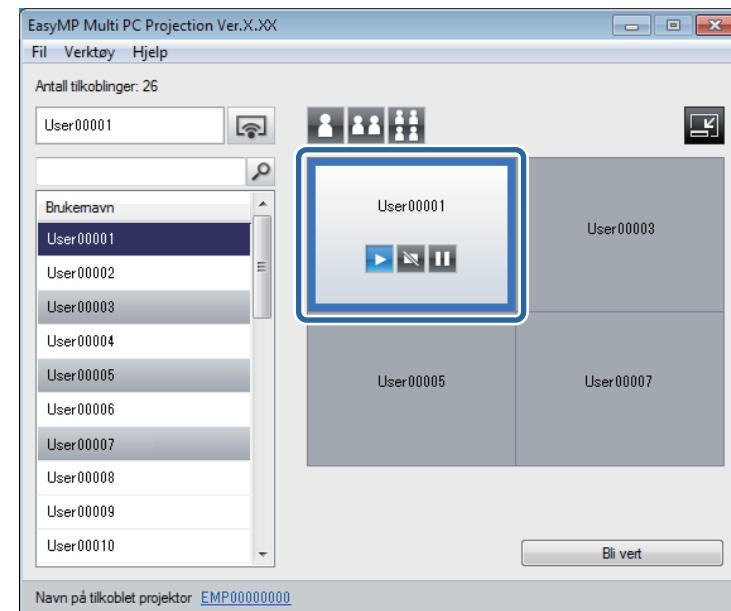 EasyMP Multi PC Projection Ver.X.XX
Fil Verktøy Hjelp
Antall tilkoblinger: 26
User00001
Brukernavn
User00001
User00002
User00003
User00004
User00005
User00006
User00007
User00008
User00009
User00010
User00001
User00003
User00005
User00007
Bli vert
Navn på tilkoblet projektor EMP00000000